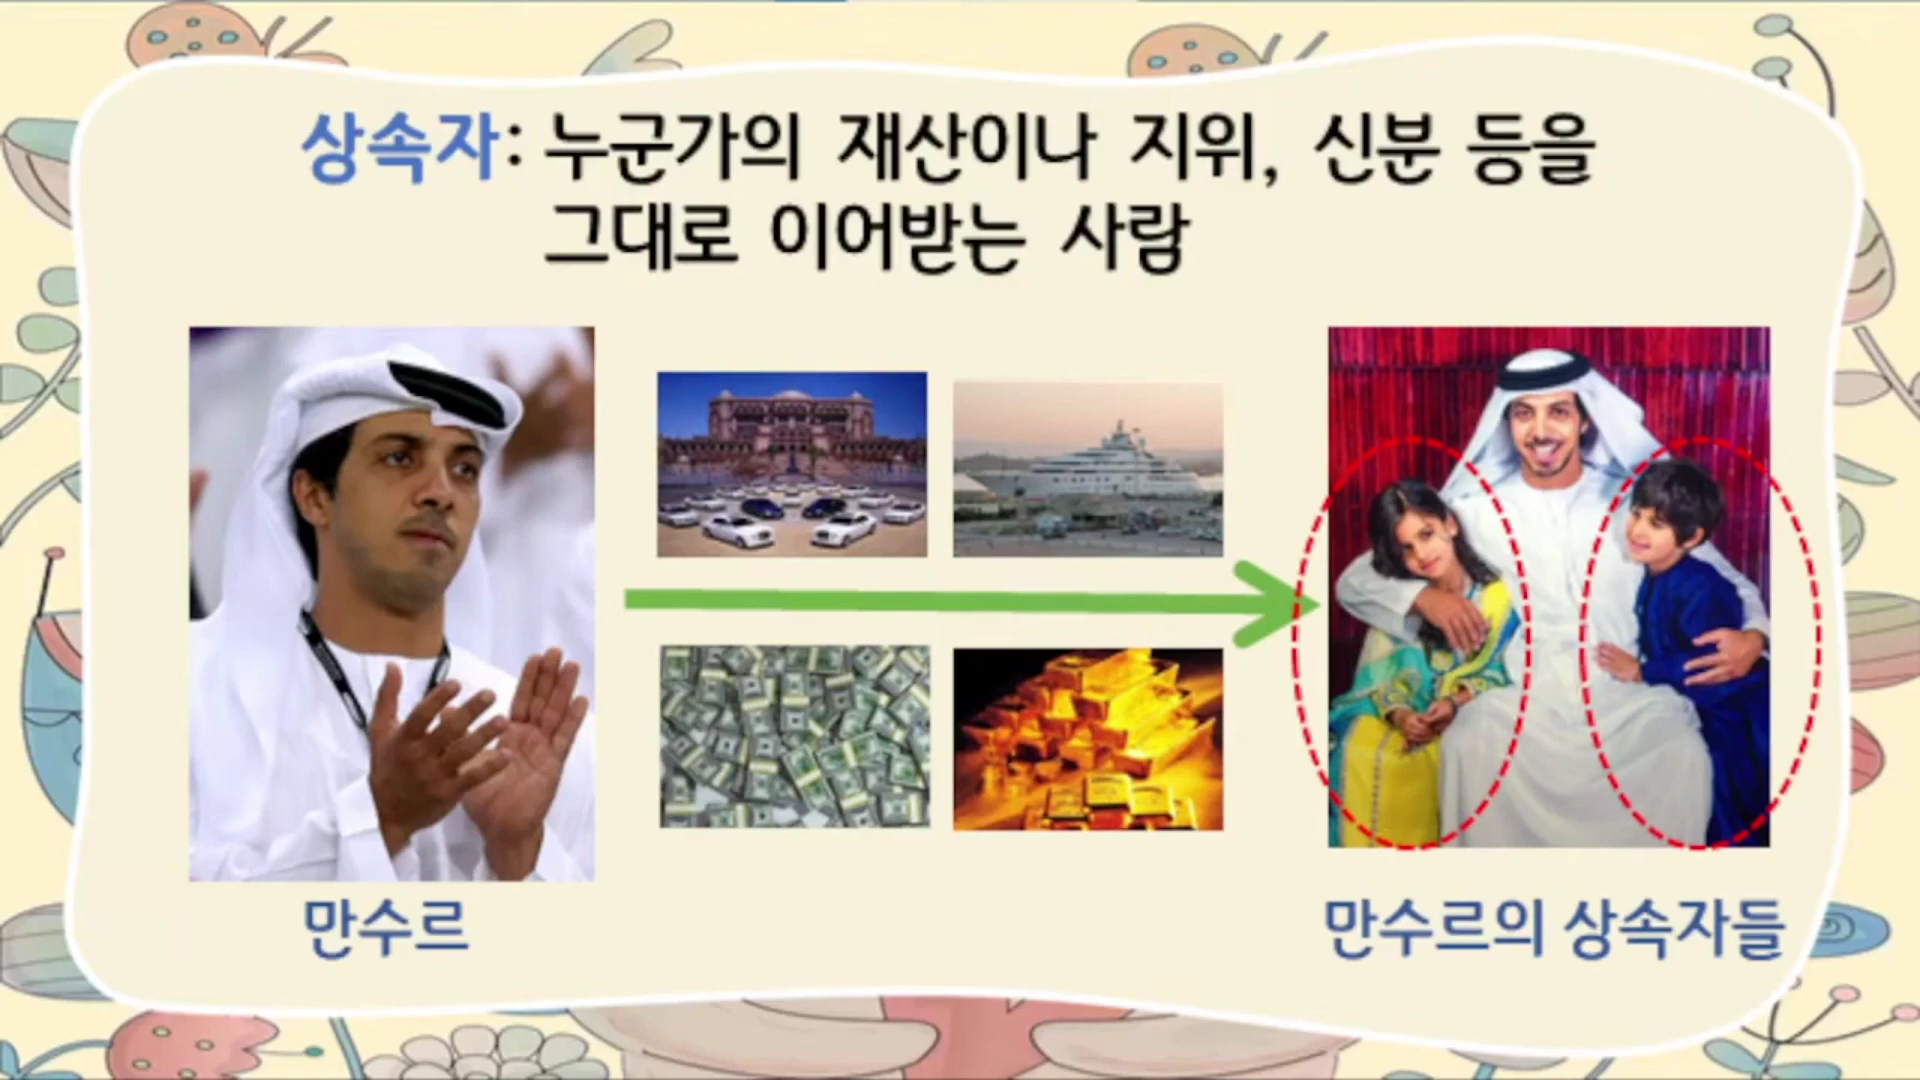 상속자: 누군가의 재산이나 지위, 신분 등을
그대로 이어받는 사람
만수르
만수르의 상속자들